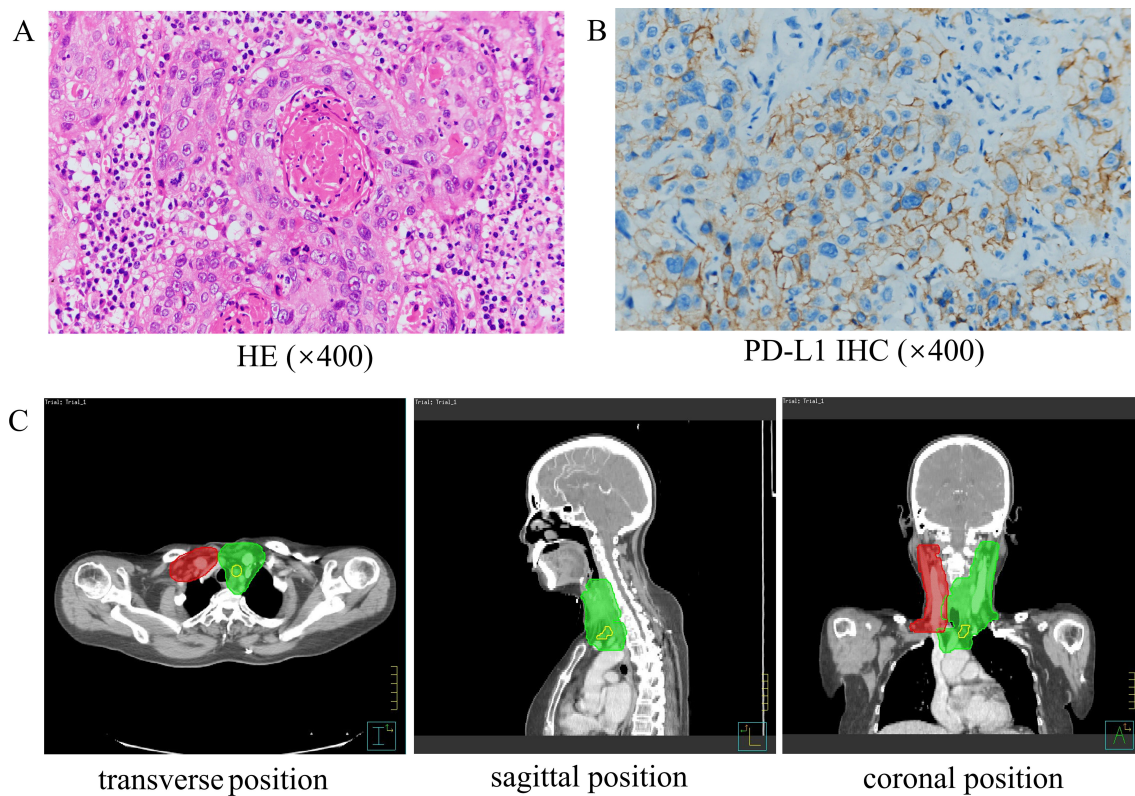 A
B
HE (×400)
PD-L1 IHC (×400)
C
Trial: Trial_1
Trial: Trial_1
Trial: Trial_1
I
L
A
transverse position
sagittal position
coronal position